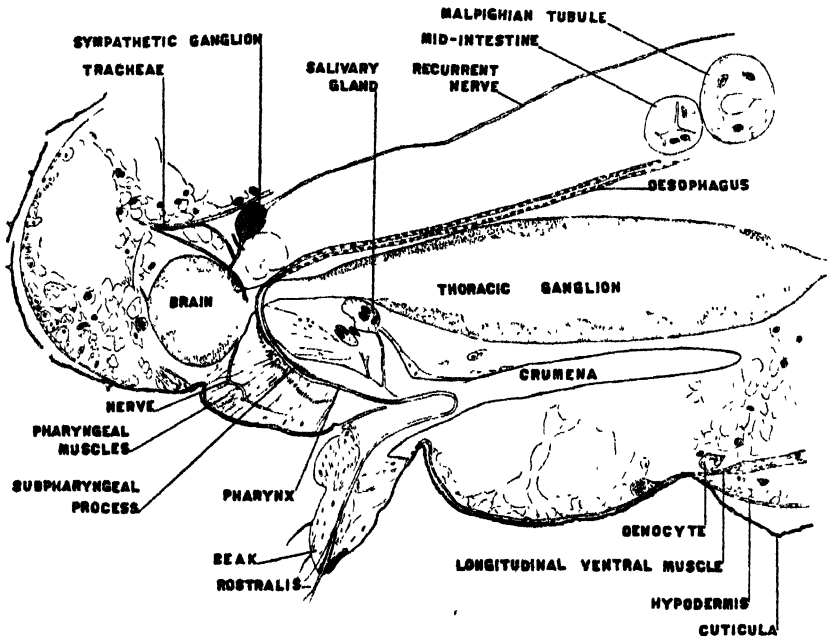 MALPIGHIAN TUBULE
SYMPATHETIC GANGLION
MID-INTESTINE
TRACHEAE
SALIVARY
GLAND
RECURRENT
NERVE
OESOPHAGUS
BRAIN
THORACIC GANGLION
CRUMENA
NERVE
PHARYNGEAL
MUSCLES
SUBPHARYNGEAL
PROCESS
PHARYNX
OENOCYTE
BEAK
LONGITUDINAL VENTRAL MUSCLE
ROSTRALIS
HYPODERMIS
CUTICULA